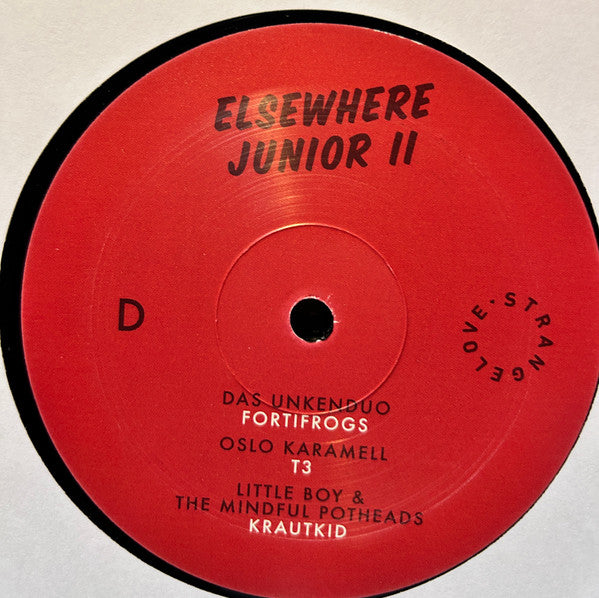 ELSEWHERE
JUNIOR II
D
STRANGELOVE •
DAS UNKENDUO
FORTIFROGS
OSLO KARAMELL
T3
LITTLE BOY &
THE MINDFUL POTHEADS
KRAUTKID